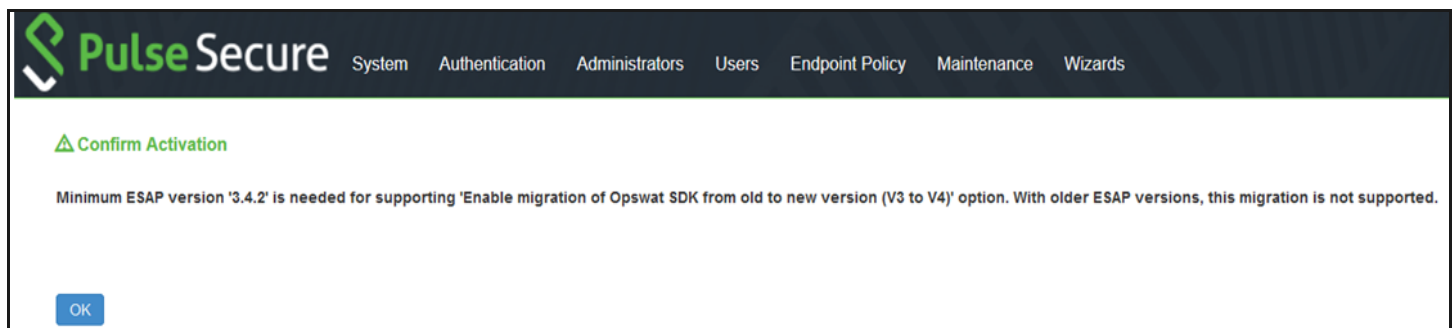 Pulse Secure System Authentication Administrators Users Endpoint Policy Maintenance Wizards
Confirm Activation
Minimum ESAP version '3.4.2' is needed for supporting 'Enable migration of Opswat SDK from old to new version (V3 to V4)' option. With older ESAP versions, this migration is not supported.
OK